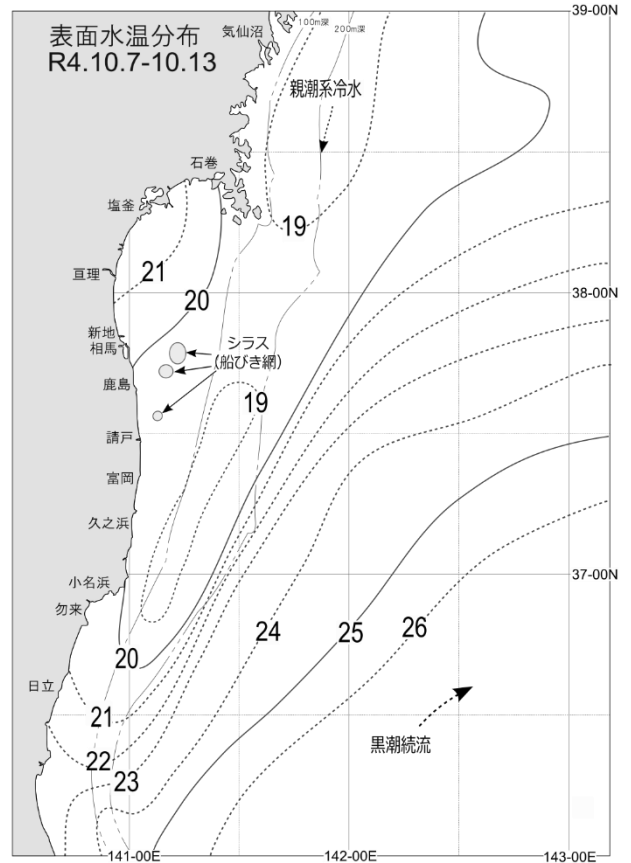 表面水温分布
R4.10.7-10.13
気仙沼
100m深
200m深
39-00N
親潮系冷水
石巻
塩釜
19
亘理
21
20
38-00N
新地
相馬
シラス
(船びき網)
鹿島
19
請戸
富岡
久之浜
小名浜
37-00N
勿来
24
25
26
20
日立
21
黒潮続流
22
23
141-00E
142-00E
143-00E